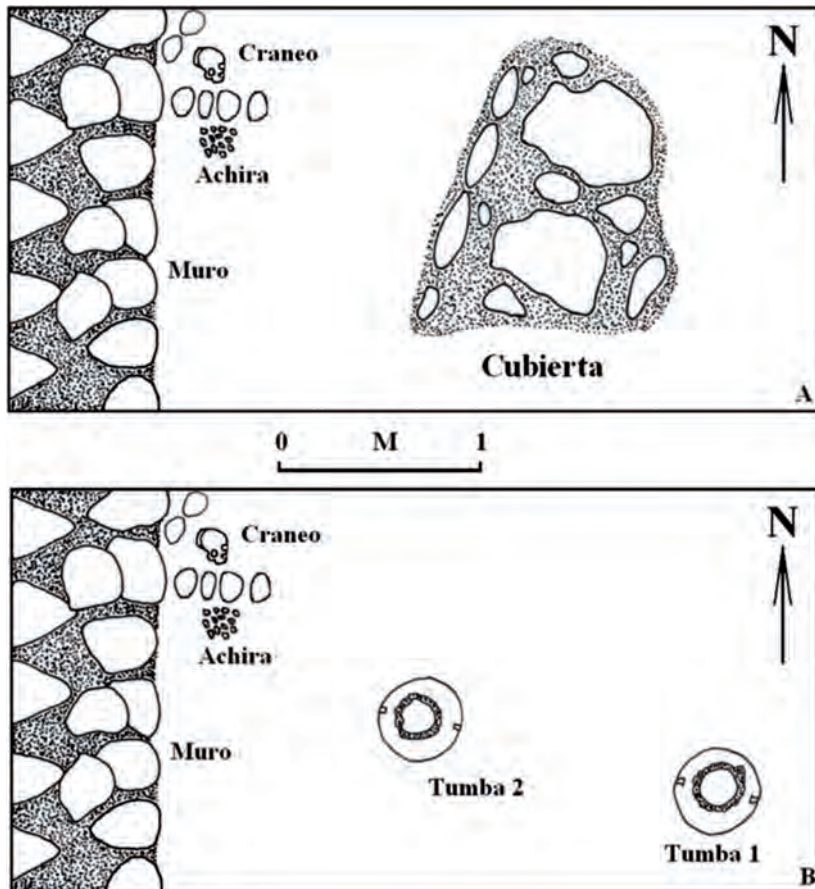 Craneo
N
Achira
Muro
Cubierta
A
0 M 1
Craneo
N
Achira
Muro
Tumba 2
Tumba 1
B